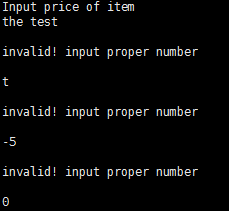 Input price of item
the test
invalid! input proper number
t
invalid! input proper number
-5
invalid! input proper number
0